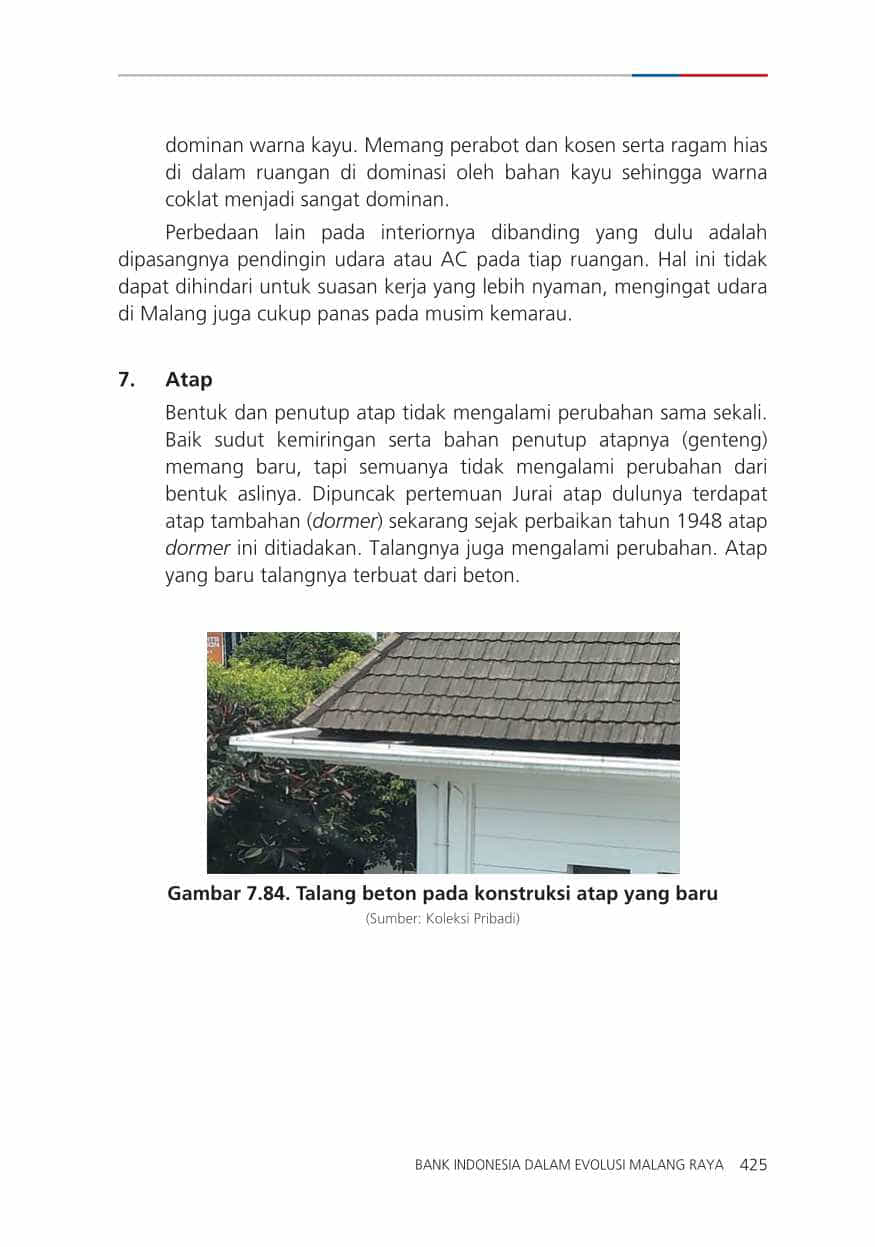 dominan warna kayu. Memang perabot dan kosen serta ragam hias
di dalam ruangan di dominasi oleh bahan kayu sehingga warna
coklat menjadi sangat dominan.
Perbedaan lain pada interiornya dibanding yang dulu adalah
dipasangnya pendingin udara atau AC pada tiap ruangan. Hal ini tidak
dapat dihindari untuk suasan kerja yang lebih nyaman, mengingat udara
di Malang juga cukup panas pada musim kemarau.
7. Atap
Bentuk dan penutup atap tidak mengalami perubahan sama sekali.
Baik sudut kemiringan serta bahan penutup atapnya (genteng)
memang baru, tapi semuanya tidak mengalami perubahan dari
bentuk aslinya. Dipuncak pertemuan Jurai atap dulunya terdapat
atap tambahan (dormer) sekarang sejak perbaikan tahun 1948 atap
dormer ini ditiadakan. Talangnya juga mengalami perubahan. Atap
yang baru talangnya terbuat dari beton.
Gambar 7.84. Talang beton pada konstruksi atap yang baru
(Sumber: Koleksi Pribadi)
BANK INDONESIA DALAM EVOLUSI MALANG RAYA 425